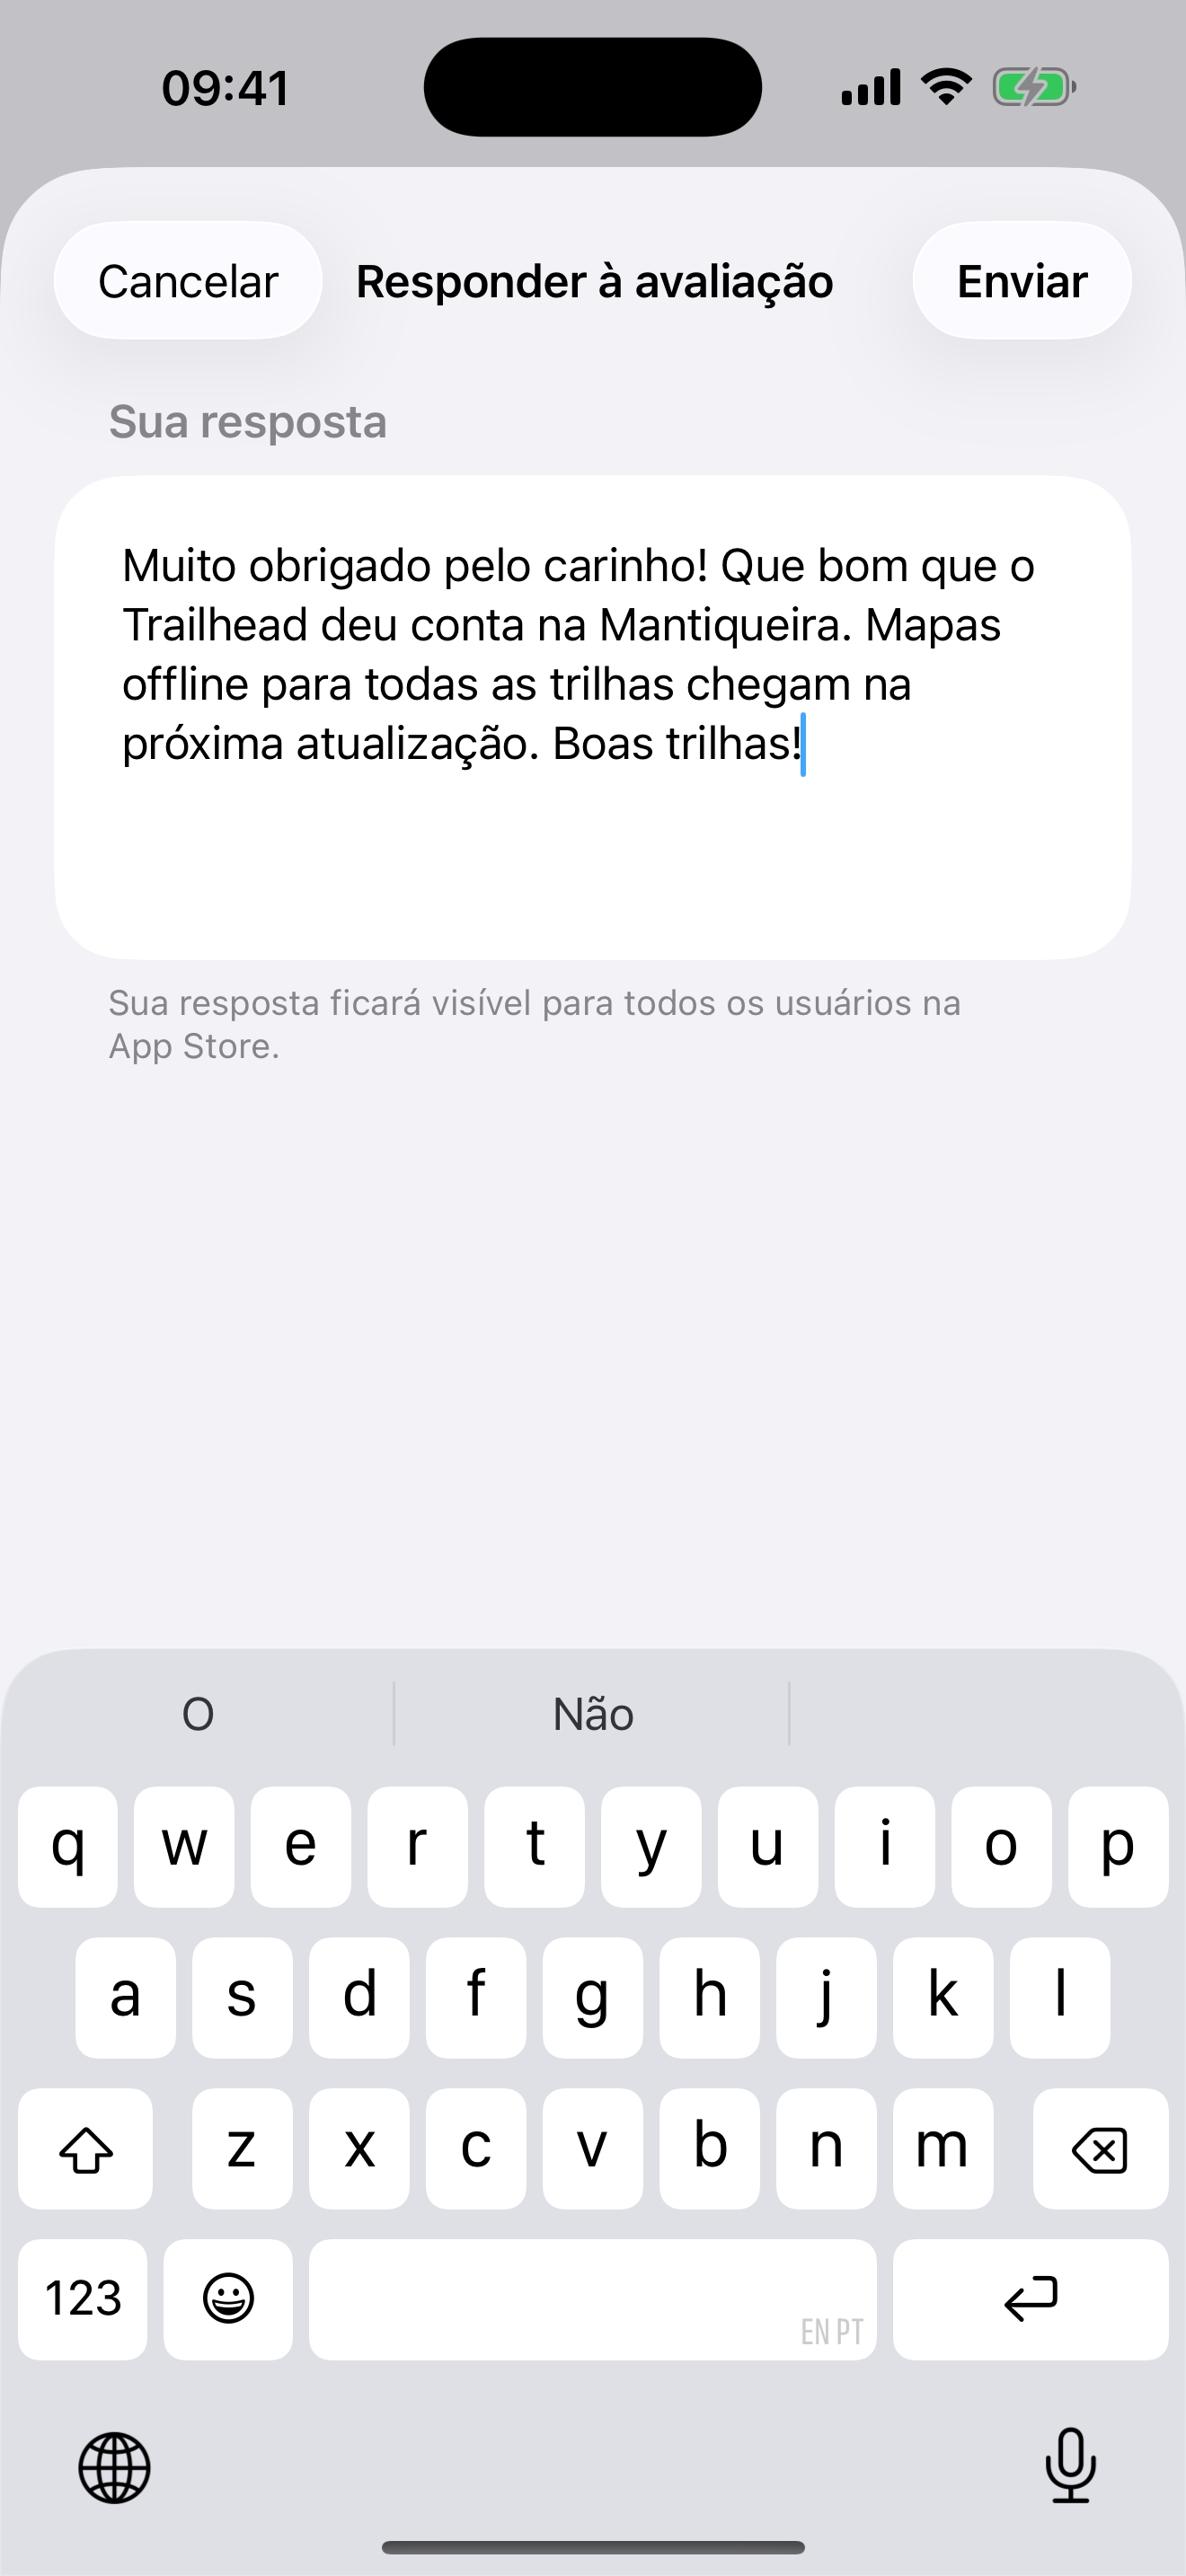 09:41
Cancelar
Responder à avaliação
Enviar
Sua resposta
Muito obrigado pelo carinho! Que bom que o
Trailhead deu conta na Mantiqueira. Mapas
offline para todas as trilhas chegam na
próxima atualização. Boas trilhas!
Sua resposta ficará visível para todos os usuários na
App Store.
O
Não
q w e r t y u i o p
a s d f g h j k l
z x c v b n m
123
EN PT